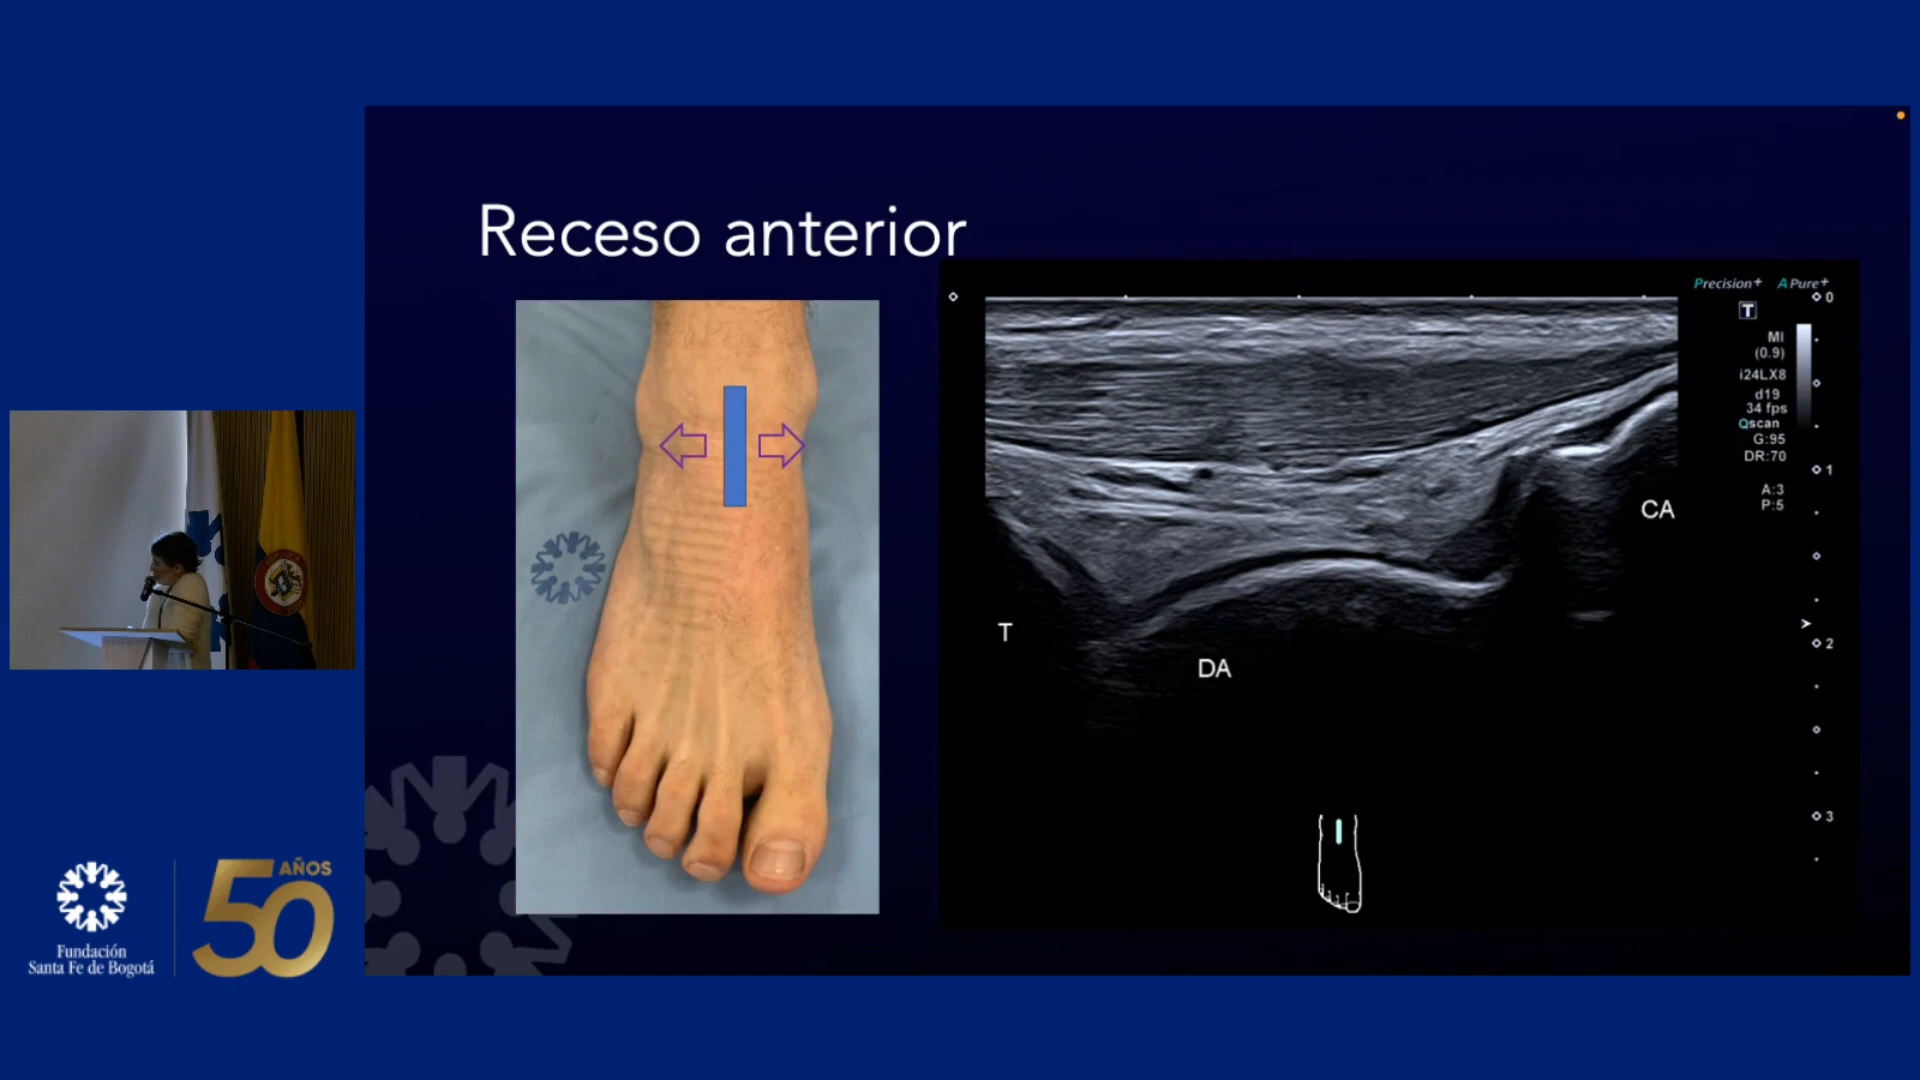 Receso anterior
Precision+ APure+
T
0
MI
(0.9)
i24LX8
d19
34 fps
Qscan
G:95
DR:70
A:3
P:5
1
2
3
CA
T
DA
50 AÑOS
Fundación
Santa Fe de Bogotá